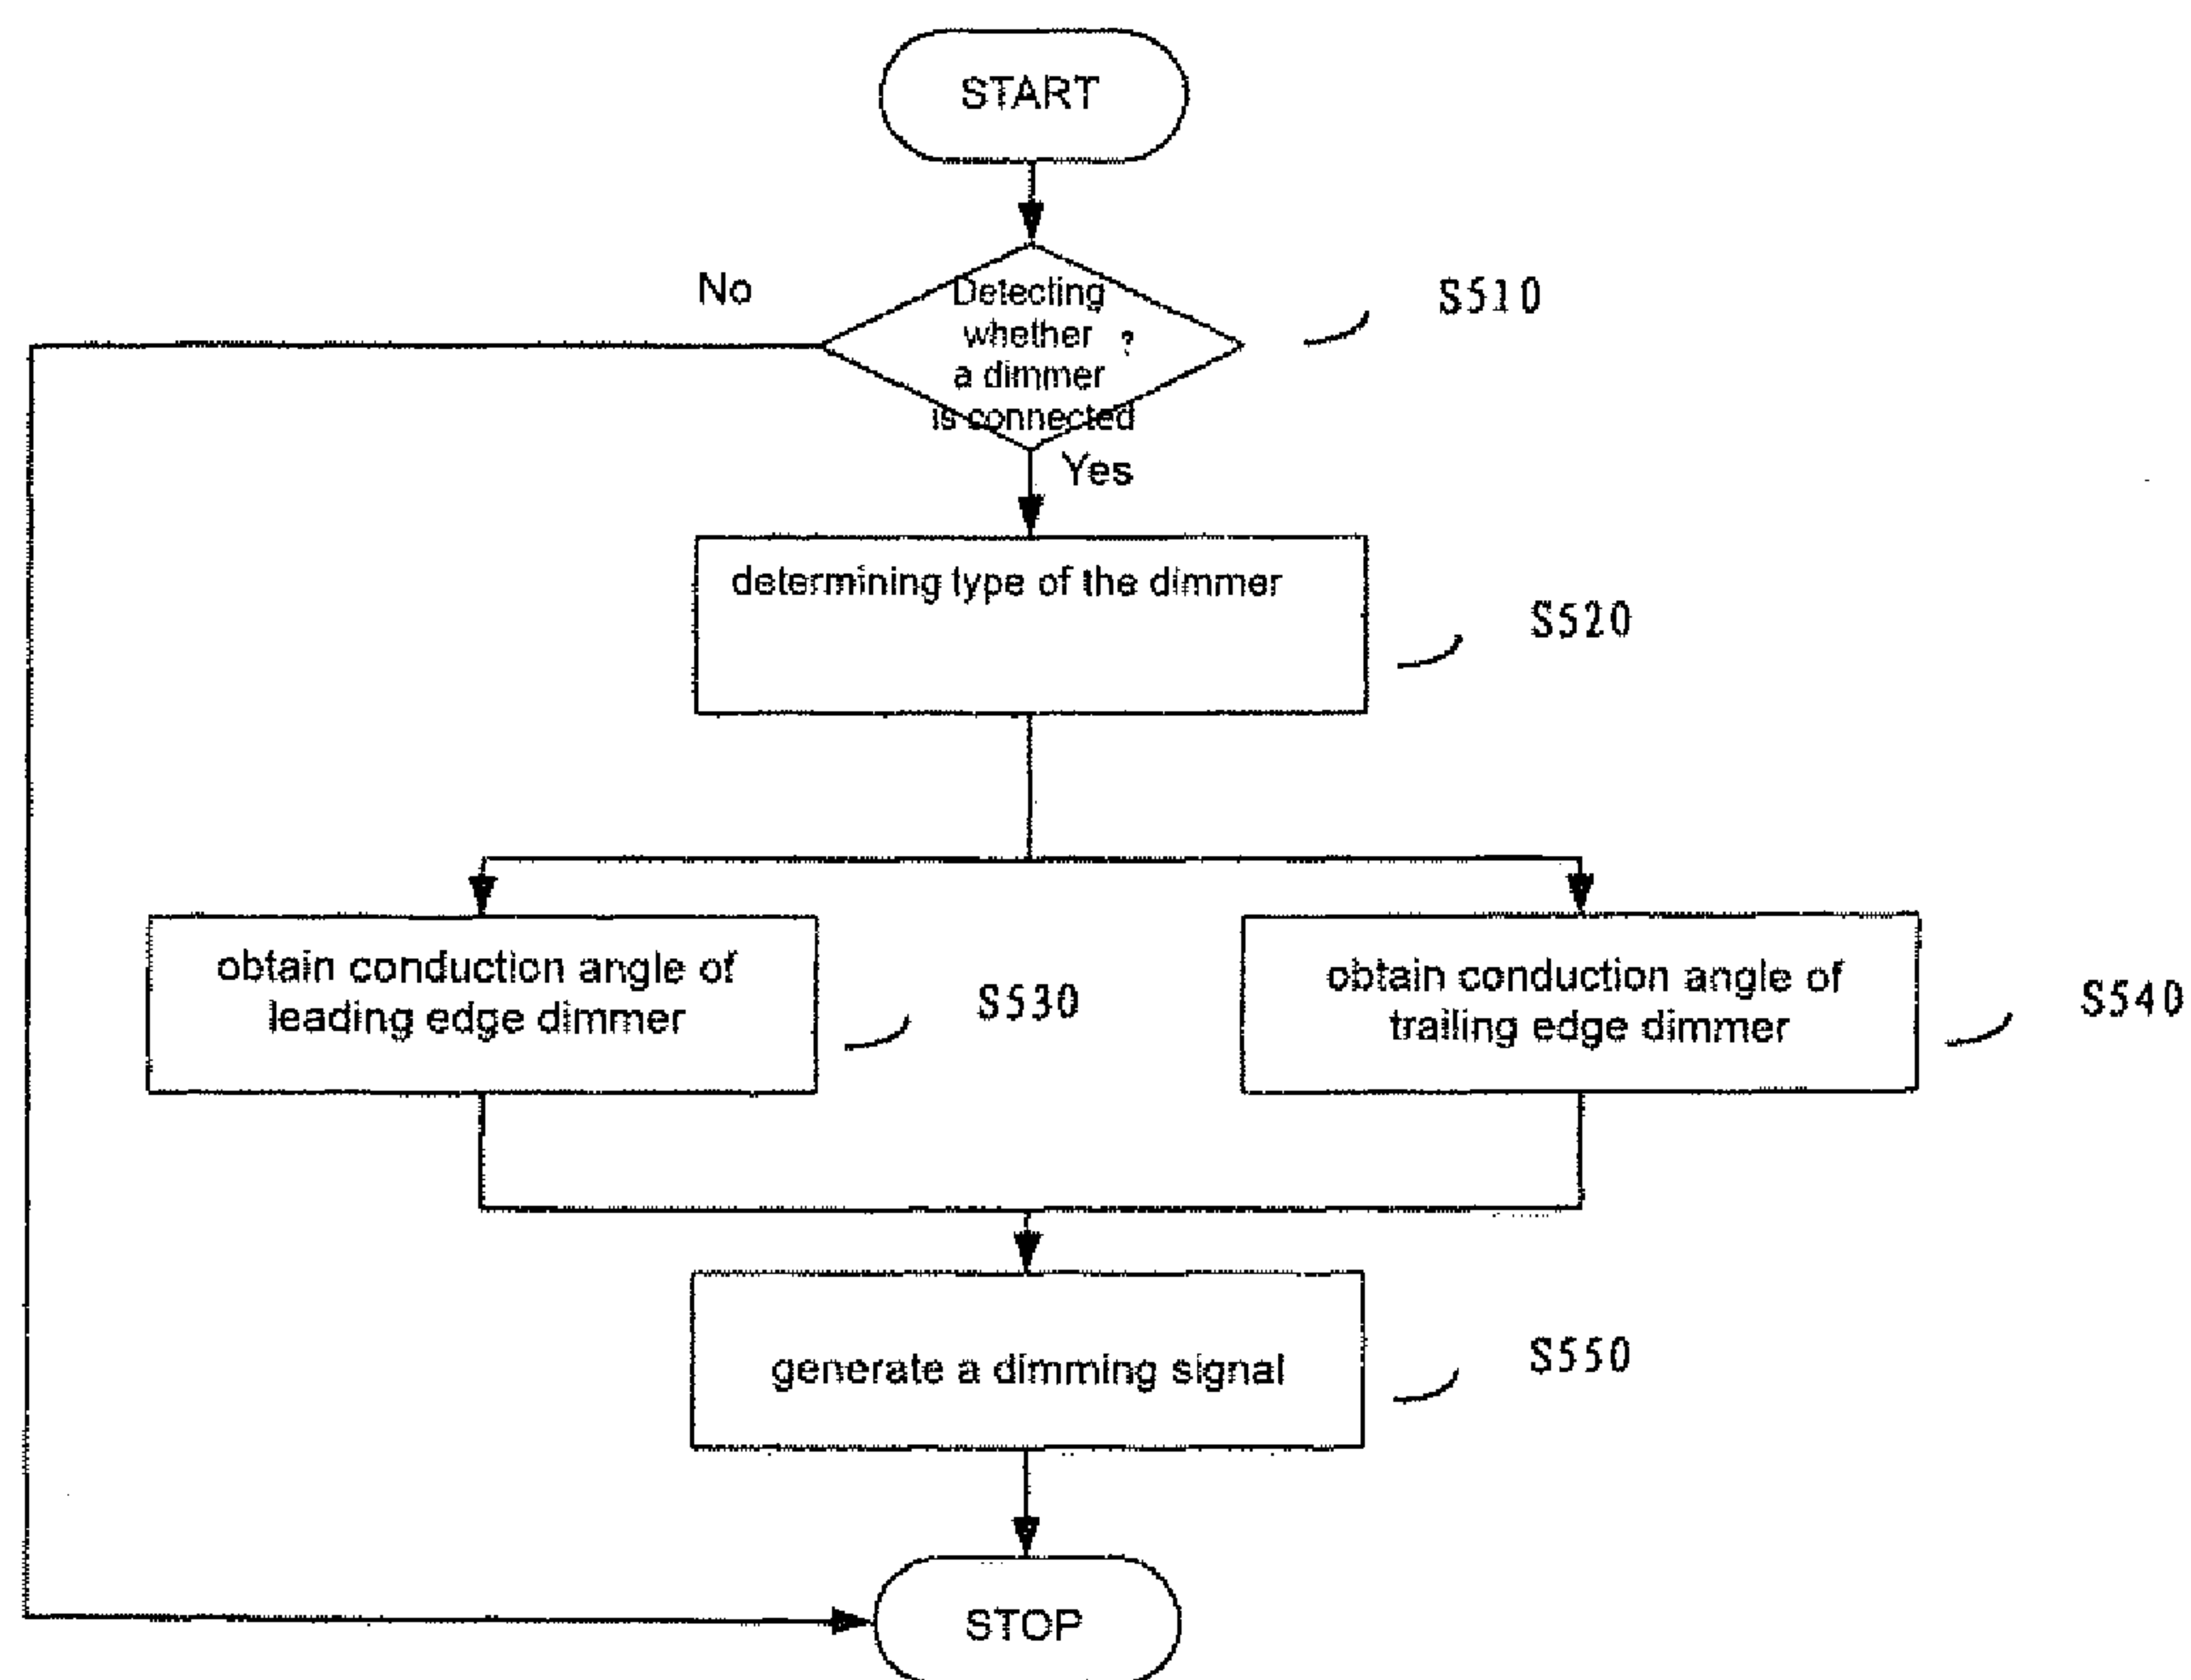 START
No
Detecting
whether ?
a dimmer
is connected
S510
Yes
determining type of the dimmer
S520
obtain conduction angle of
leading edge dimmer
S530
obtain conduction angle of
trailing edge dimmer
S540
generate a dimming signal
S550
STOP